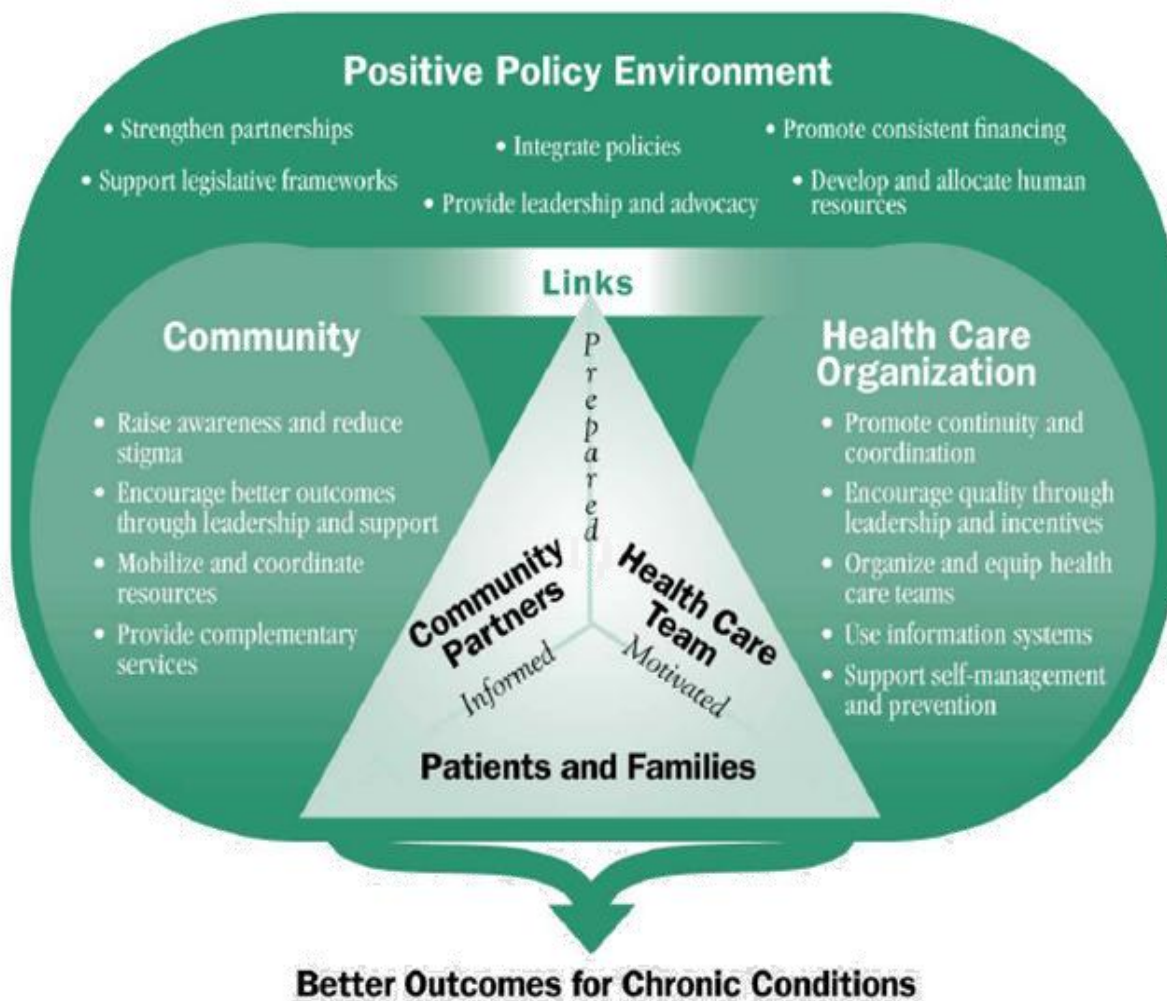 Positive Policy Environment
• Strengthen partnerships
• Support legislative frameworks
• Integrate policies
• Provide leadership and advocacy
• Promote consistent financing
• Develop and allocate human
resources
Links
Community
• Raise awareness and reduce
stigma
• Encourage better outcomes
through leadership and support
• Mobilize and coordinate
resources
• Provide complementary
services
Prepared
Community
Partners
Informed
Health Care
Team
Motivated
Patients and Families
Health Care
Organization
• Promote continuity and
coordination
• Encourage quality through
leadership and incentives
• Organize and equip health
care teams
• Use information systems
• Support self-management
and prevention
Better Outcomes for Chronic Conditions